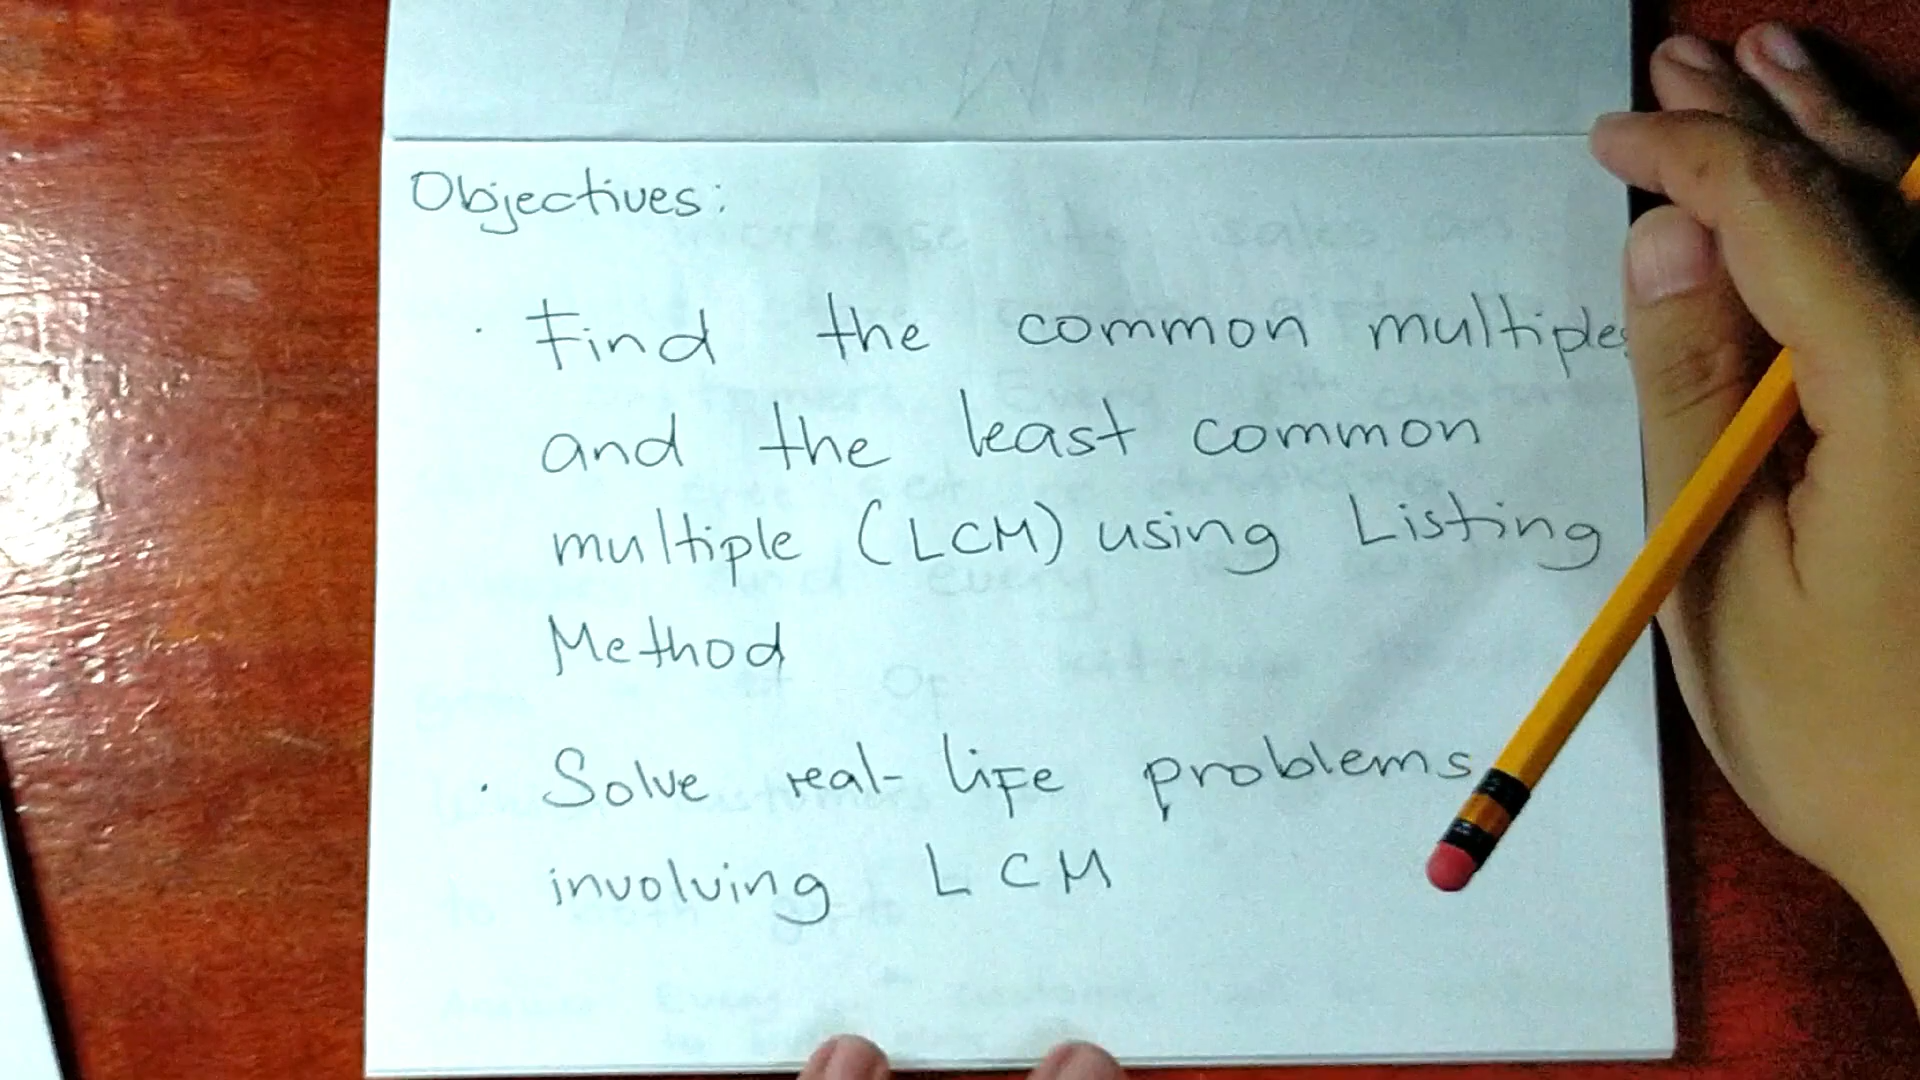 Objectives:
· Find the common multiples
and the least common
multiple (LCM) using Listing
Method
· Solve real-life problems
involving LCM